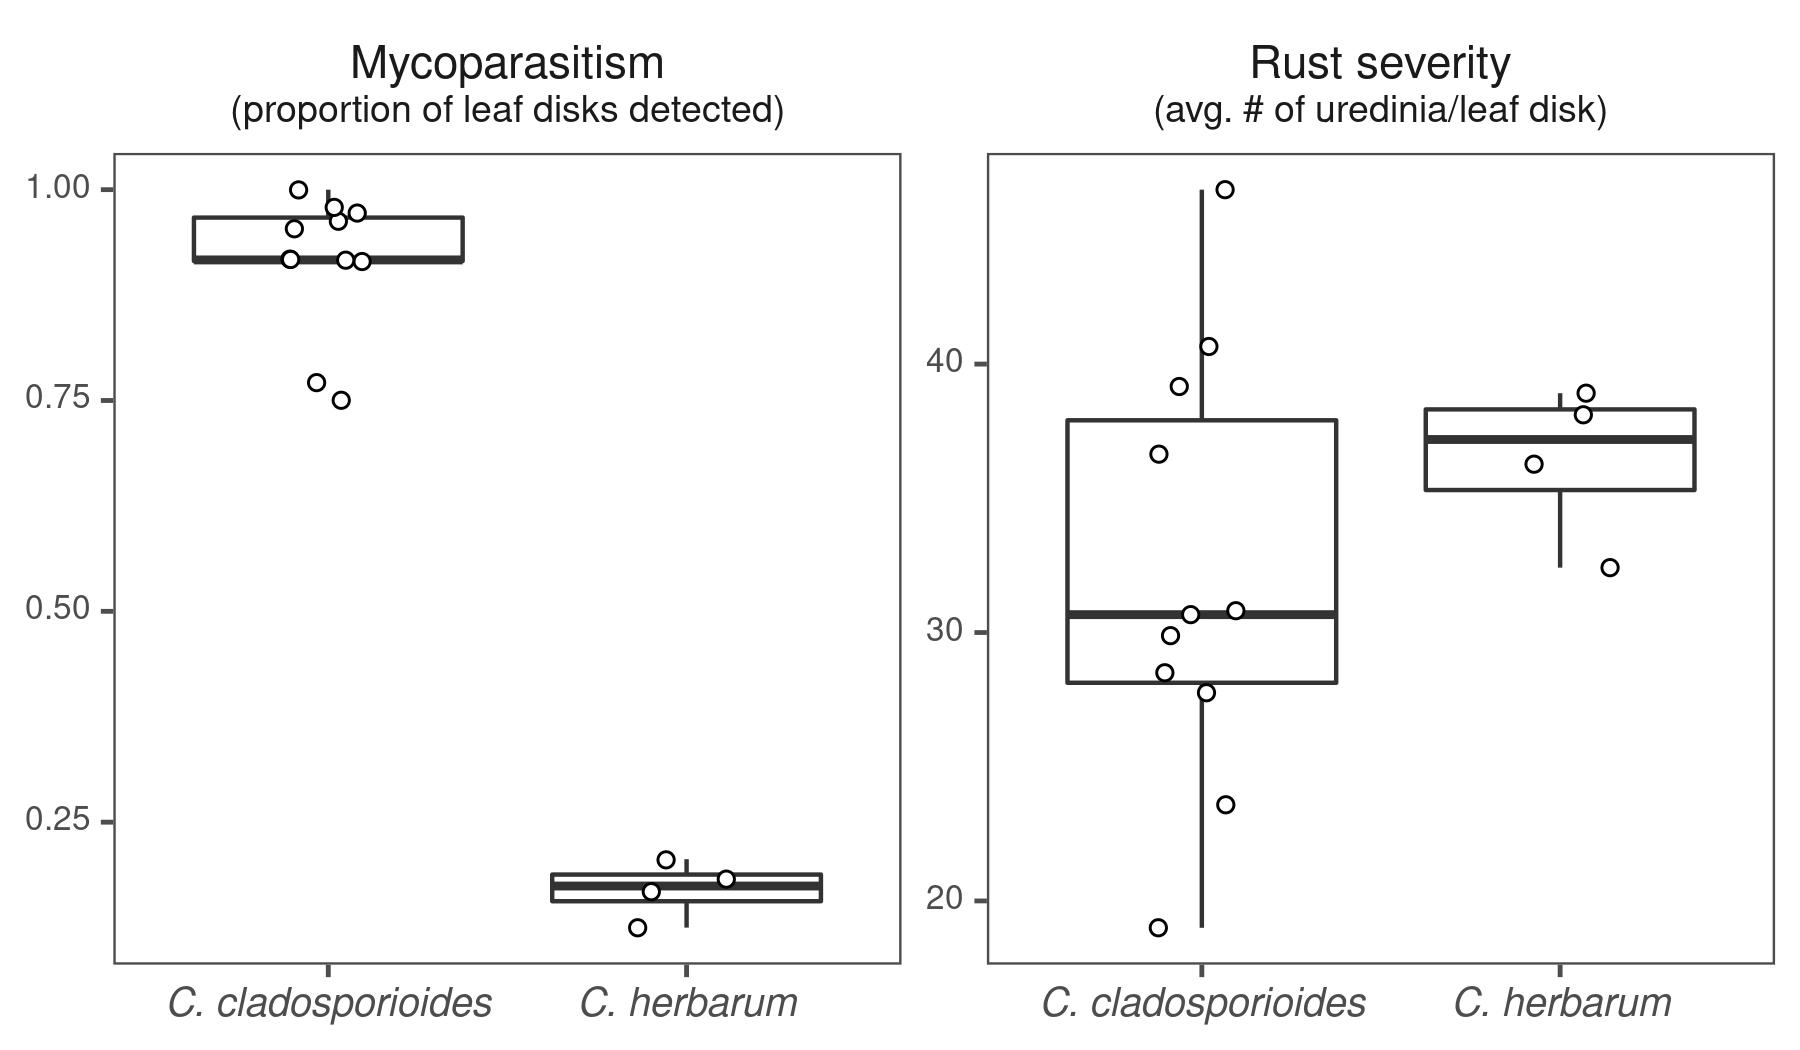 Mycoparasitism
(proportion of leaf disks detected)
1.00
0.75
0.50
0.25
C. cladosporioides
C. herbarum
Rust severity
(avg. # of uredinia/leaf disk)
40
30
20
C. cladosporioides
C. herbarum